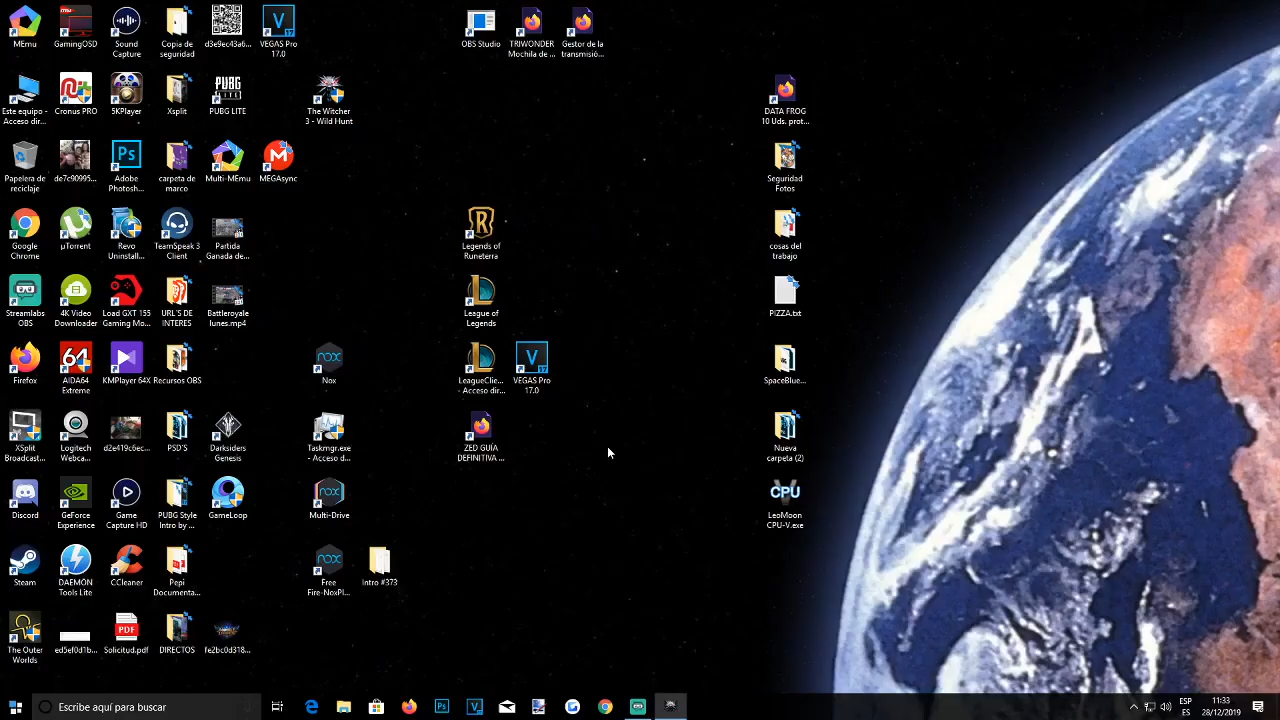 MEmu
GamingOSD
Sound
Capture
Copia de
seguridad
d3e9ec43a6...
VEGAS Pro
17.0
OBS Studio
TRIWONDER
Mochila de ...
Gestor de la
transmisió...
Este equipo -
Acceso dir...
Cronus PRO
5KPlayer
Xsplit
PUBG LITE
The Witcher
3 - Wild Hunt
DATA FROG
10 Uds. prot...
Papelera de
reciclaje
de7c90995...
Adobe
Photosh...
carpeta de
marco
Multi-MEmu
MEGAsync
Seguridad
Fotos
Google
Chrome
µTorrent
Revo
Uninstall...
TeamSpeak 3
Client
Partida
Ganada de...
Legends of
Runeterra
cosas del
trabajo
Streamlabs
OBS
4K Video
Downloader
Load GXT 155
Gaming Mo...
URL'S DE
INTERES
Battleroyale
lunes.mp4
League of
Legends
PIZZA.txt
Firefox
AIDA64
Extreme
KMPlayer 64X
Recursos OBS
Nox
LeagueClie...
- Acceso dir...
VEGAS Pro
17.0
SpaceBlue...
XSplit
Broadcast...
Logitech
Webca...
d2e419c6ec...
PSD'S
Darksiders
Genesis
Taskmgr.exe
- Acceso d...
ZED GUÍA
DEFINITIVA ...
Nueva
carpeta (2)
Discord
GeForce
Experience
Game
Capture HD
PUBG Style
Intro by ...
GameLoop
Multi-Drive
LeoMoon
CPU-V.exe
Steam
DAEMON
Tools Lite
CCleaner
Pepi
Documenta...
Free
Fire-NoxPl...
Intro #373
The Outer
Worlds
ed5ef0d1b...
Solicitud.pdf
DIRECTOS
fe2bc0d318...
Escribe aquí para buscar
ESP
ES
11:33
28/12/2019